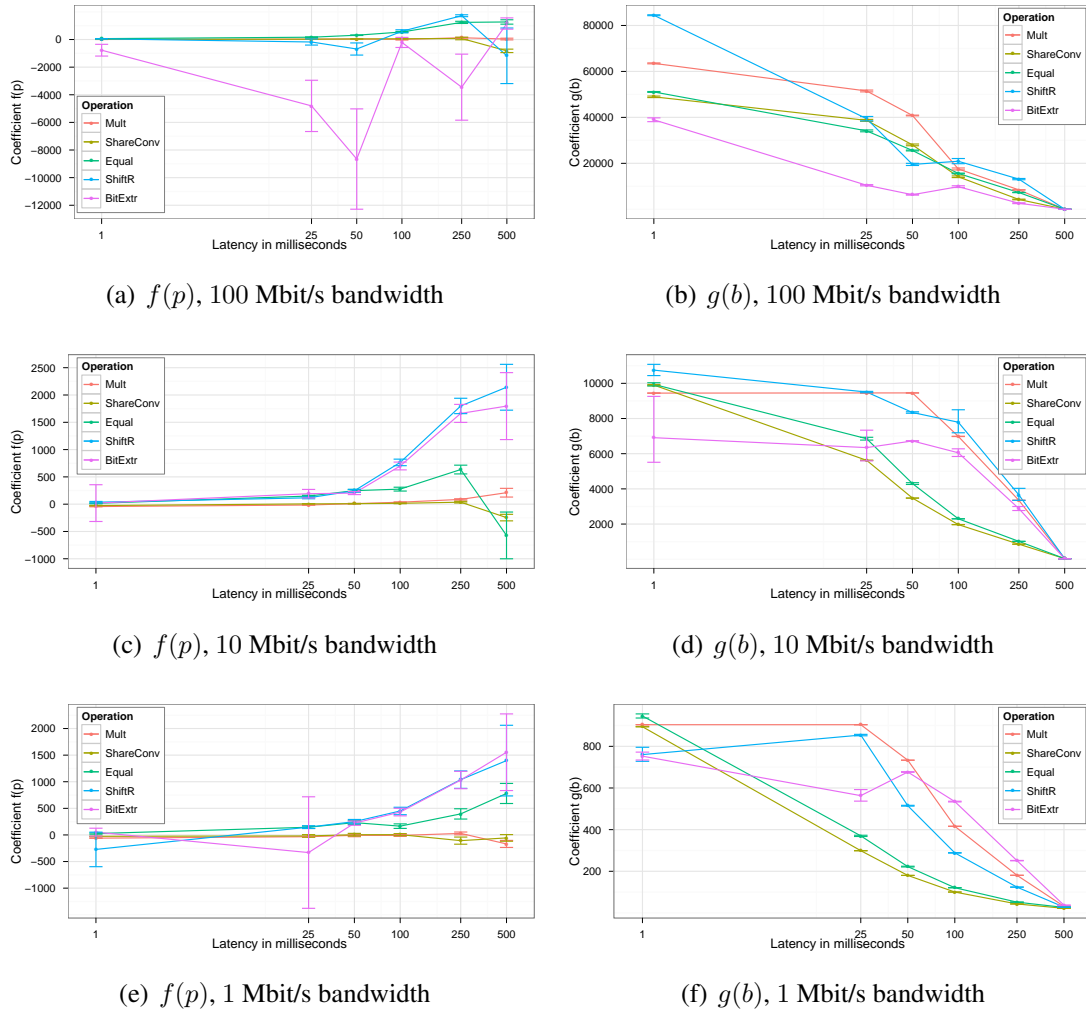 Coefficient f(p)
0
−2000
−4000
−6000
−8000
−10000
−12000
Operation
Mult
ShareConv
Equal
ShiftR
BitExtr
1 25 50 100 250 500
Latency in milliseconds
(a) f(p), 100 Mbit/s bandwidth
Coefficient g(b)
80000
60000
40000
20000
Operation
Mult
ShareConv
Equal
ShiftR
BitExtr
1 25 50 100 250 500
Latency in milliseconds
(b) g(b), 100 Mbit/s bandwidth
Coefficient f(p)
2500
2000
1500
1000
500
0
−500
−1000
Operation
Mult
ShareConv
Equal
ShiftR
BitExtr
1 25 50 100 250 500
Latency in milliseconds
(c) f(p), 10 Mbit/s bandwidth
Coefficient g(b)
10000
8000
6000
4000
2000
Operation
Mult
ShareConv
Equal
ShiftR
BitExtr
1 25 50 100 250 500
Latency in milliseconds
(d) g(b), 10 Mbit/s bandwidth
Coefficient f(p)
2000
1500
1000
500
0
−500
−1000
Operation
Mult
ShareConv
Equal
ShiftR
BitExtr
1 25 50 100 250 500
Latency in milliseconds
(e) f(p), 1 Mbit/s bandwidth
Coefficient g(b)
800
600
400
200
Operation
Mult
ShareConv
Equal
ShiftR
BitExtr
1 25 50 100 250 500
Latency in milliseconds
(f) g(b), 1 Mbit/s bandwidth